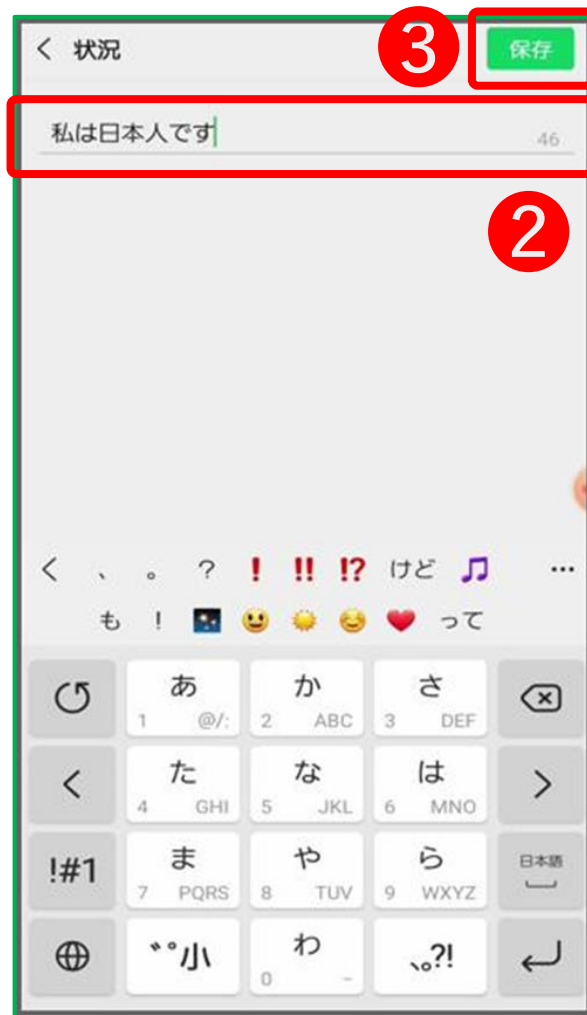 < 状況 3 保存
私は日本人です 46
2
< 、 。 ? ❗ ‼ ⁉ けど 🎵 …
も ! 🌃 😃 ☀ 😊 ❤ って
あ か さ
1 @/: 2 ABC 3 DEF
< た な は >
4 GHI 5 JKL 6 MNO
!#1 ま や ら 日本語
7 PQRS 8 TUV 9 WXYZ
゛゜小 わ 、。?!
0 -